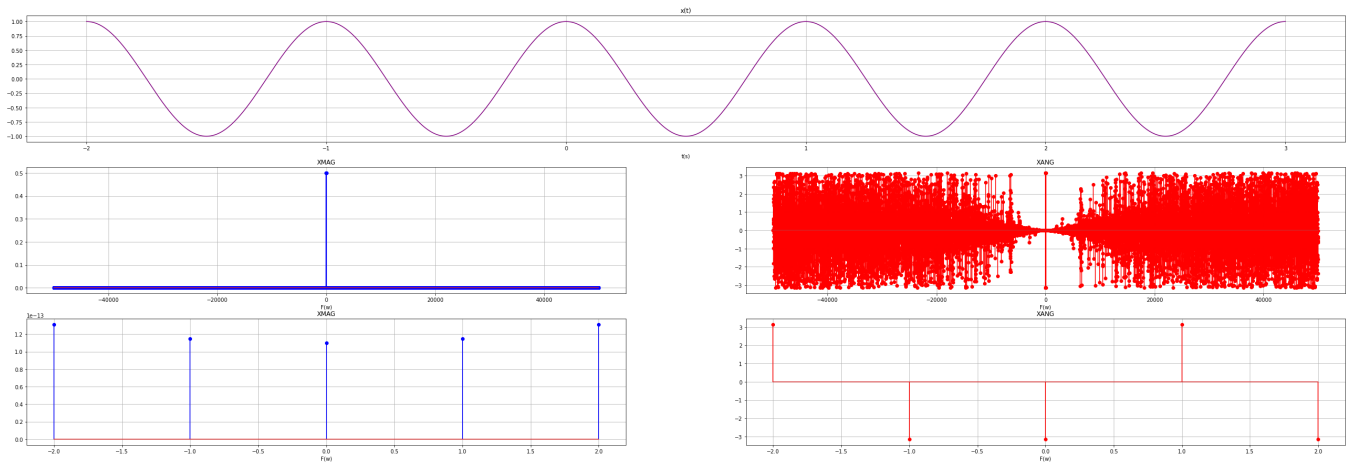 x(t)
1.00
0.75
0.50
0.25
0.00
−0.25
−0.50
−0.75
−1.00
−2 −1 0 1 2 3
t(s)
XMAG
0.5
0.4
0.3
0.2
0.1
0.0
−40000 −20000 0 20000 40000
F(w)
XANG
3
2
1
0
−1
−2
−3
−40000 −20000 0 20000 40000
F(w)
XMAG
1e−13
1.2
1.0
0.8
0.6
0.4
0.2
0.0
−2.0 −1.5 −1.0 −0.5 0.0 0.5 1.0 1.5 2.0
F(w)
XANG
3
2
1
0
−1
−2
−3
−2.0 −1.5 −1.0 −0.5 0.0 0.5 1.0 1.5 2.0
F(w)